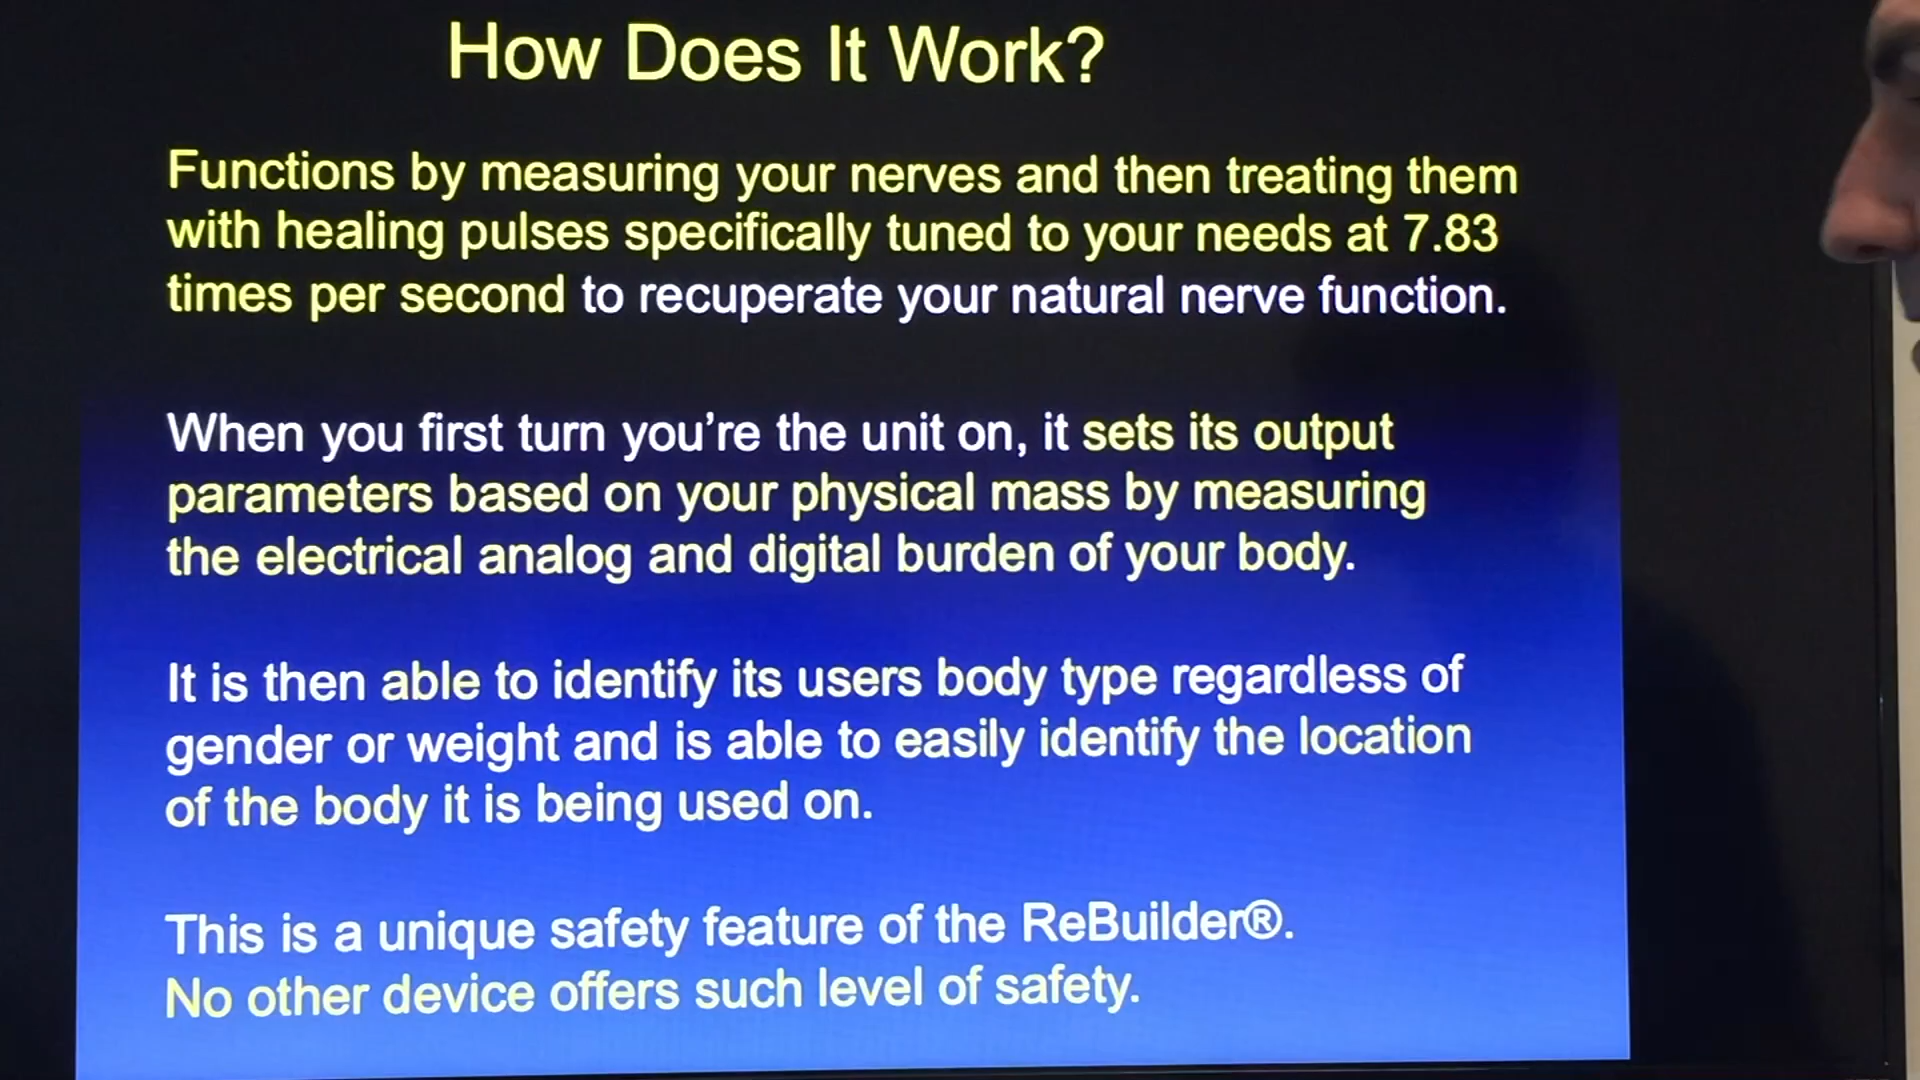 How Does It Work?
Functions by measuring your nerves and then treating them
with healing pulses specifically tuned to your needs at 7.83
times per second to recuperate your natural nerve function.
When you first turn you’re the unit on, it sets its output
parameters based on your physical mass by measuring
the electrical analog and digital burden of your body.
It is then able to identify its users body type regardless of
gender or weight and is able to easily identify the location
of the body it is being used on.
This is a unique safety feature of the ReBuilder®.
No other device offers such level of safety.